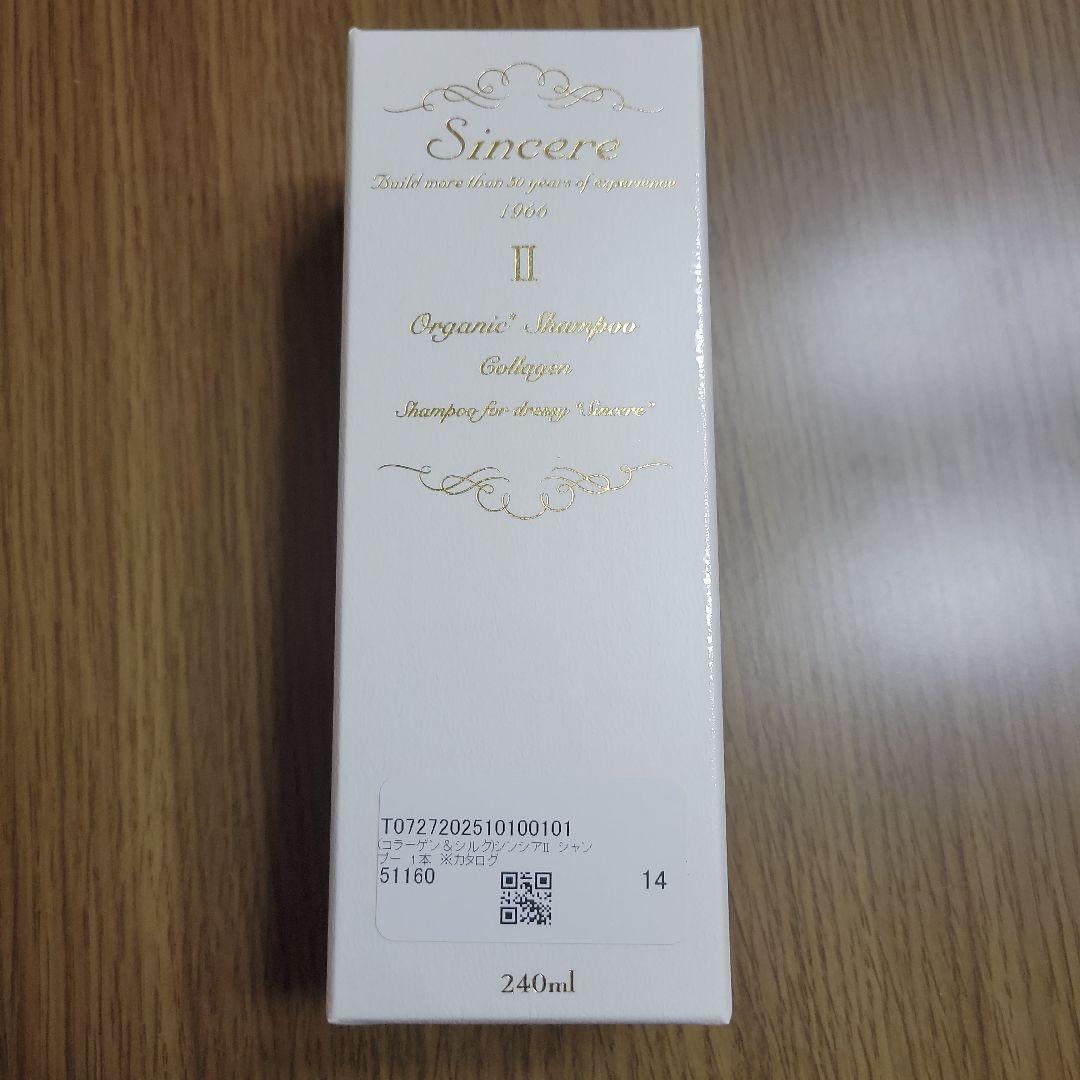 Sincere
Build more than 50 years of experience
1966
II
Organic* Shampoo
Collagen
Shampoo for dressy "Sincere"
T0727202510100101
(コラーゲン&シルク)シンシアⅡ シャン
プー 1本 ※カタログ
51160
14
240ml